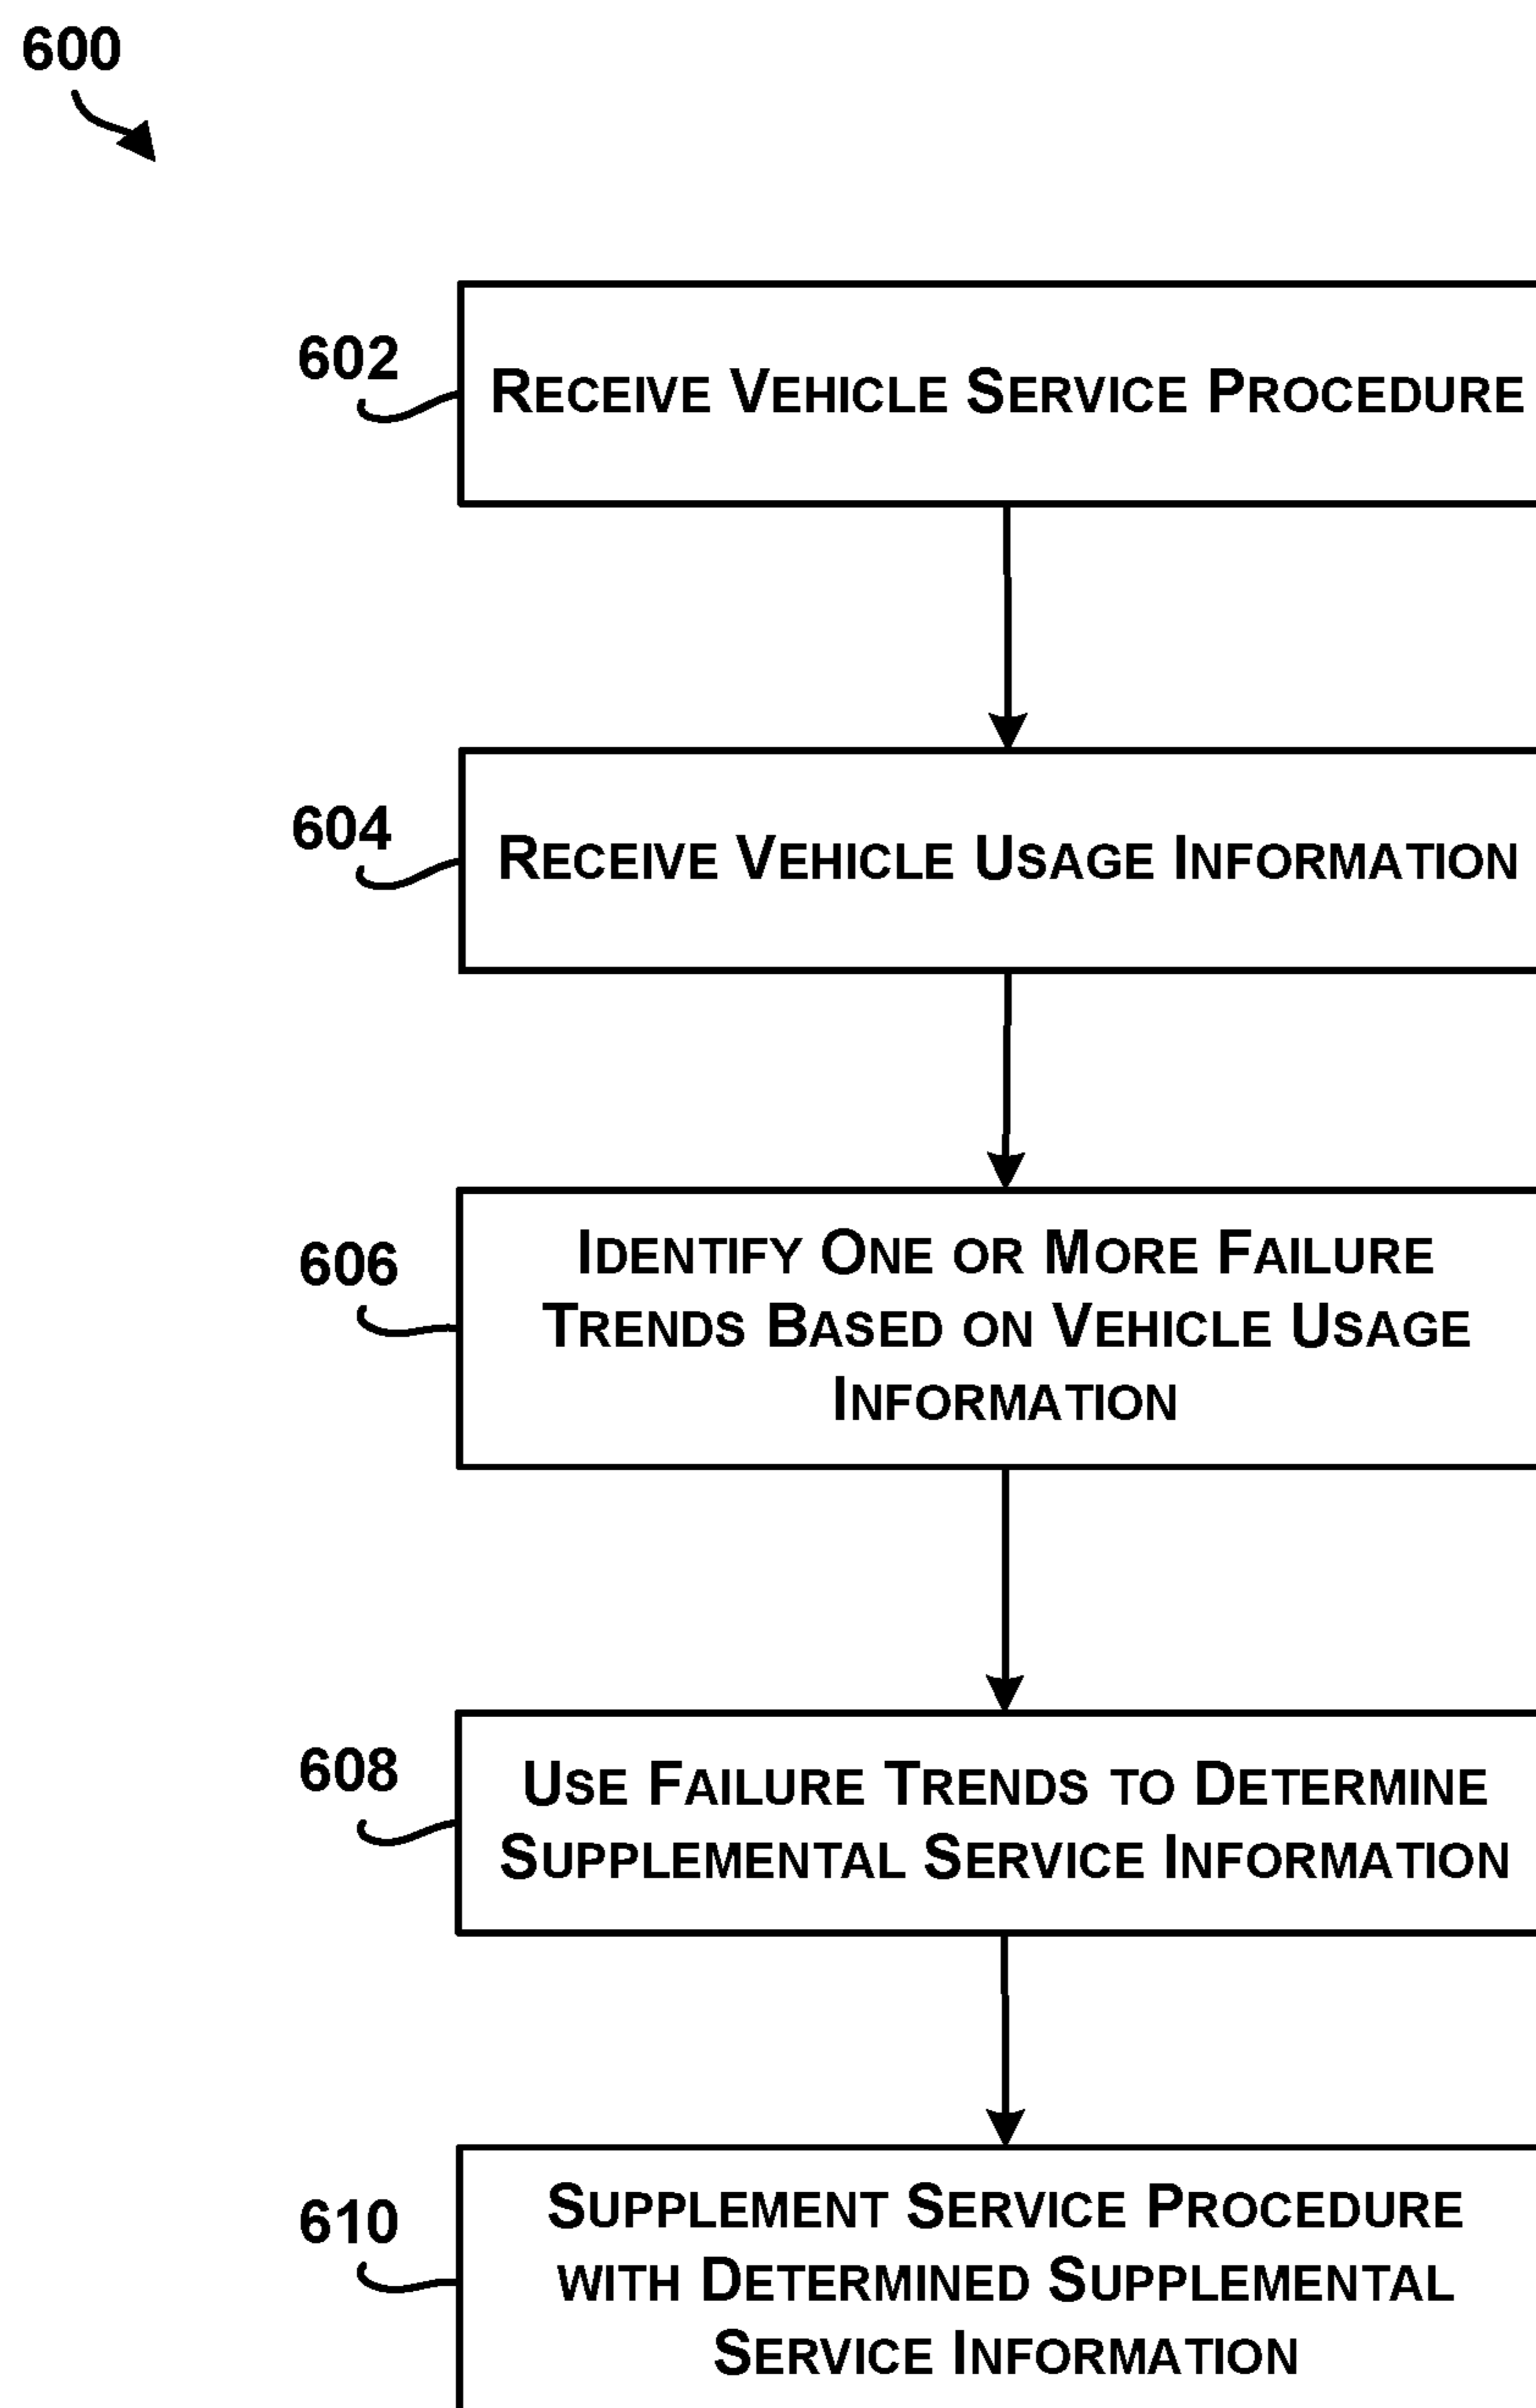 600
602
RECEIVE VEHICLE SERVICE PROCEDURE
604
RECEIVE VEHICLE USAGE INFORMATION
606
IDENTIFY ONE OR MORE FAILURE
TRENDS BASED ON VEHICLE USAGE
INFORMATION
608
USE FAILURE TRENDS TO DETERMINE
SUPPLEMENTAL SERVICE INFORMATION
610
SUPPLEMENT SERVICE PROCEDURE
WITH DETERMINED SUPPLEMENTAL
SERVICE INFORMATION